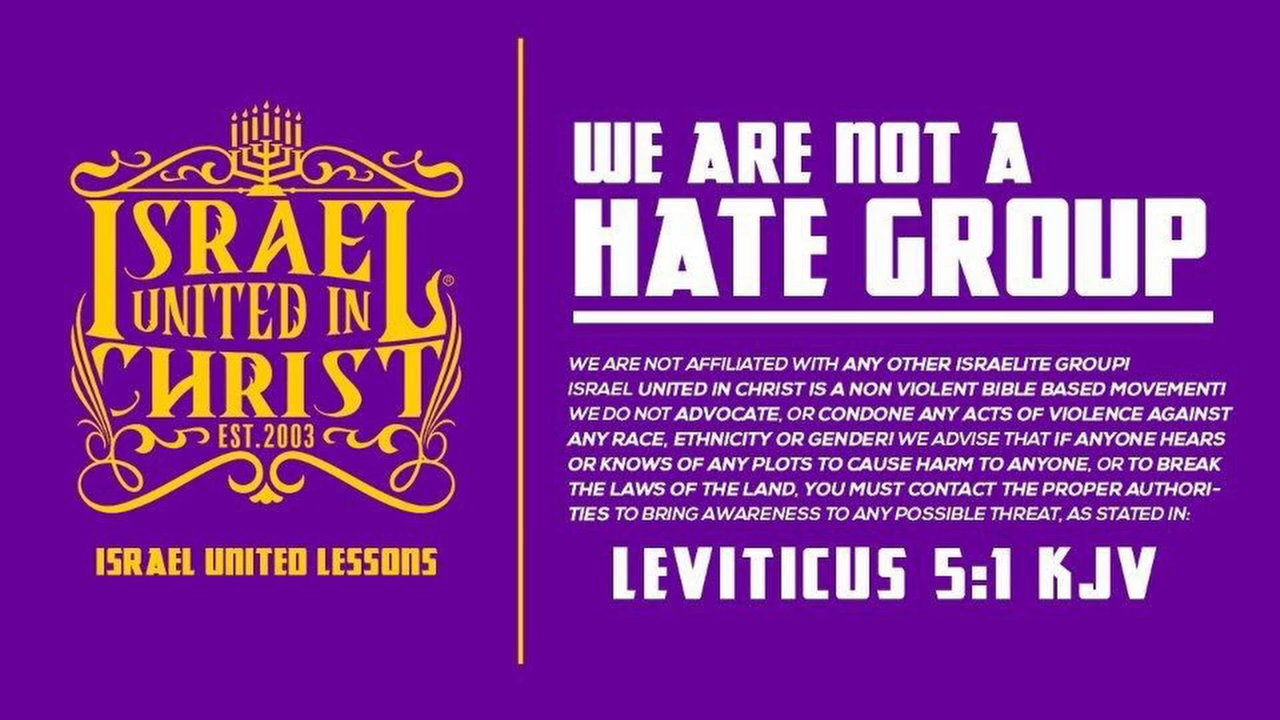 ISRAEL
UNITED IN
CHRIST
®
EST. 2003
ISRAEL UNITED LESSONS
WE ARE NOT A
HATE GROUP
WE ARE NOT AFFILIATED WITH ANY OTHER ISRAELITE GROUP!
ISRAEL UNITED IN CHRIST IS A NON VIOLENT BIBLE BASED MOVEMENT!
WE DO NOT ADVOCATE, OR CONDONE ANY ACTS OF VIOLENCE AGAINST
ANY RACE, ETHNICITY OR GENDER! WE ADVISE THAT IF ANYONE HEARS
OR KNOWS OF ANY PLOTS TO CAUSE HARM TO ANYONE, OR TO BREAK
THE LAWS OF THE LAND, YOU MUST CONTACT THE PROPER AUTHORI-
TIES TO BRING AWARENESS TO ANY POSSIBLE THREAT, AS STATED IN:
LEVITICUS 5:1 KJV